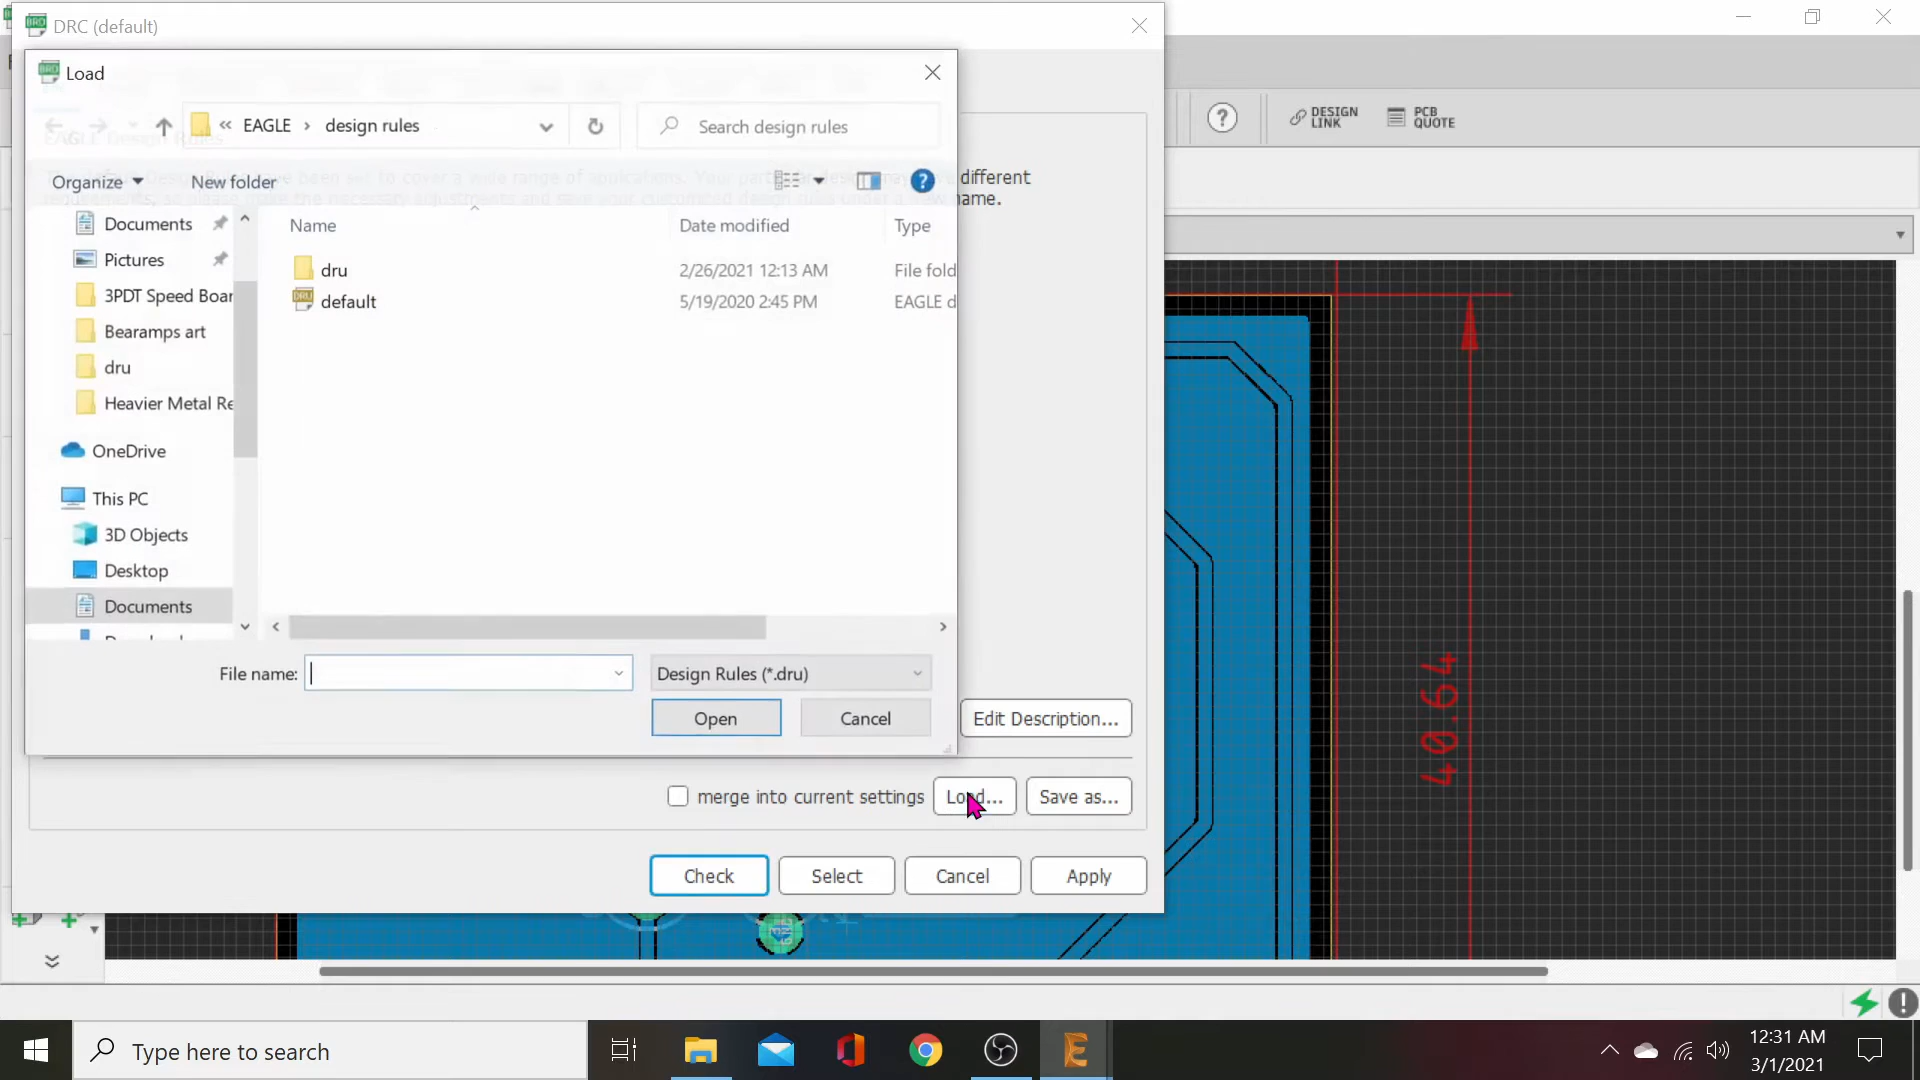 DRC (default)
Load
« EAGLE › design rules
Search design rules
DESIGN
LINK
PCB
QUOTE
Organize
New folder
different
name.
Name
Date modified
Type
Documents
Pictures
3PDT Speed Boar
Bearamps art
dru
Heavier Metal Re
OneDrive
This PC
3D Objects
Desktop
Documents
dru
2/26/2021 12:13 AM
File fold
default
5/19/2020 2:45 PM
EAGLE d
File name:
Design Rules (*.dru)
Open
Cancel
Edit Description...
merge into current settings
Load...
Save as...
Check
Select
Cancel
Apply
40.64
Type here to search
12:31 AM
3/1/2021